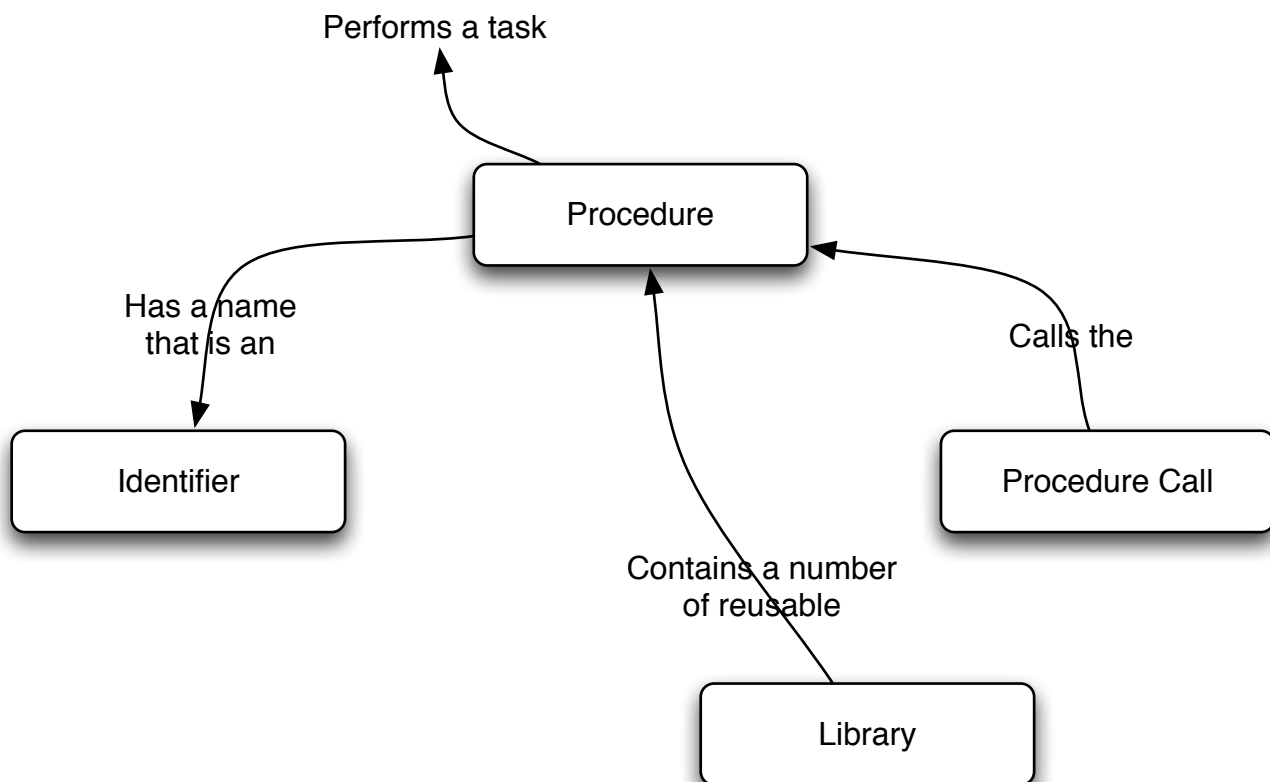 Performs a task
Procedure
Has a name
that is an
Calls the
Identifier
Procedure Call
Contains a number
of reusable
Library